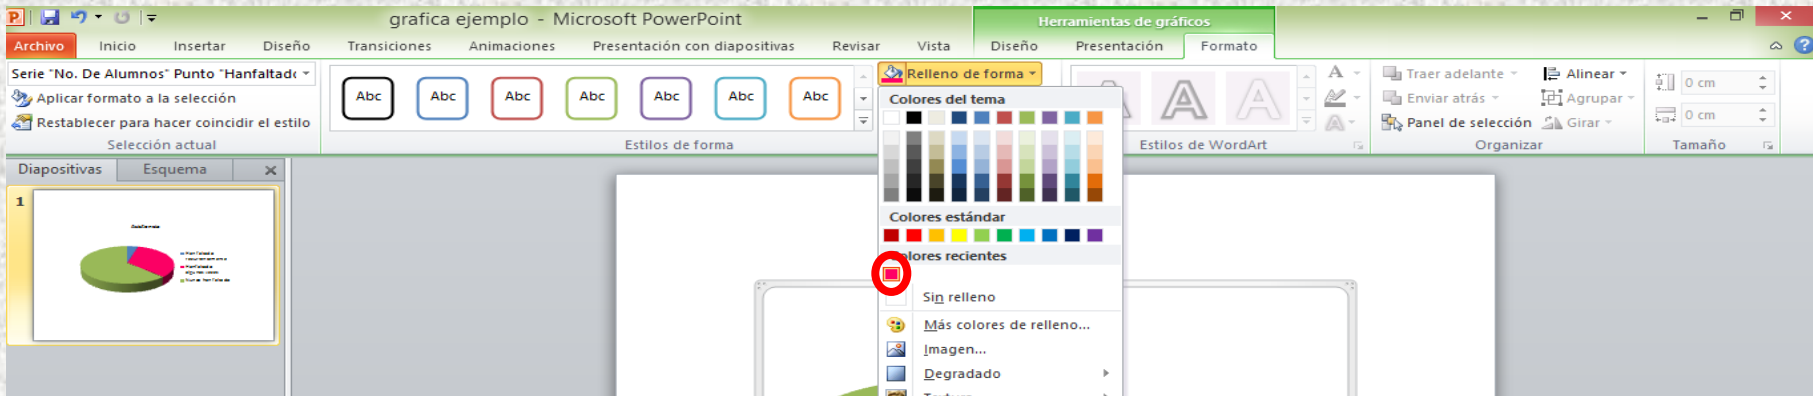 grafica ejemplo - Microsoft PowerPoint
Herramientas de gráficos
Archivo Inicio Insertar Diseño Transiciones Animaciones Presentación con diapositivas Revisar Vista Diseño Presentación Formato
Serie "No. De Alumnos" Punto "Hanfaltado
Aplicar formato a la selección
Restablecer para hacer coincidir el estilo
Selección actual
Abc Abc Abc Abc Abc Abc Abc
Estilos de forma
Relleno de forma
Colores del tema
Colores estándar
Colores recientes
Sin relleno
Más colores de relleno...
Imagen...
Degradado
Textura
A A A A
Estilos de WordArt
Traer adelante
Enviar atrás
Panel de selección
Alinear
Agrupar
Girar
Organizar
0 cm
0 cm
Tamaño
Diapositivas Esquema
1